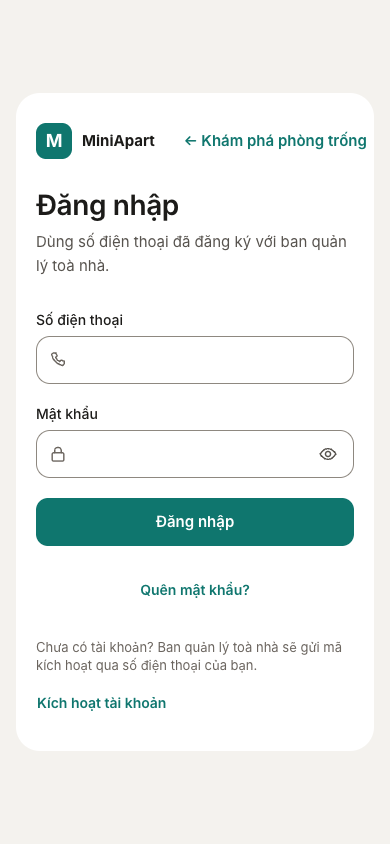 M MiniApart ← Khám phá phòng trống
Đăng nhập
Dùng số điện thoại đã đăng ký với ban quản
lý toà nhà.
Số điện thoại
Mật khẩu
Đăng nhập
Quên mật khẩu?
Chưa có tài khoản? Ban quản lý toà nhà sẽ gửi mã
kích hoạt qua số điện thoại của bạn.
Kích hoạt tài khoản